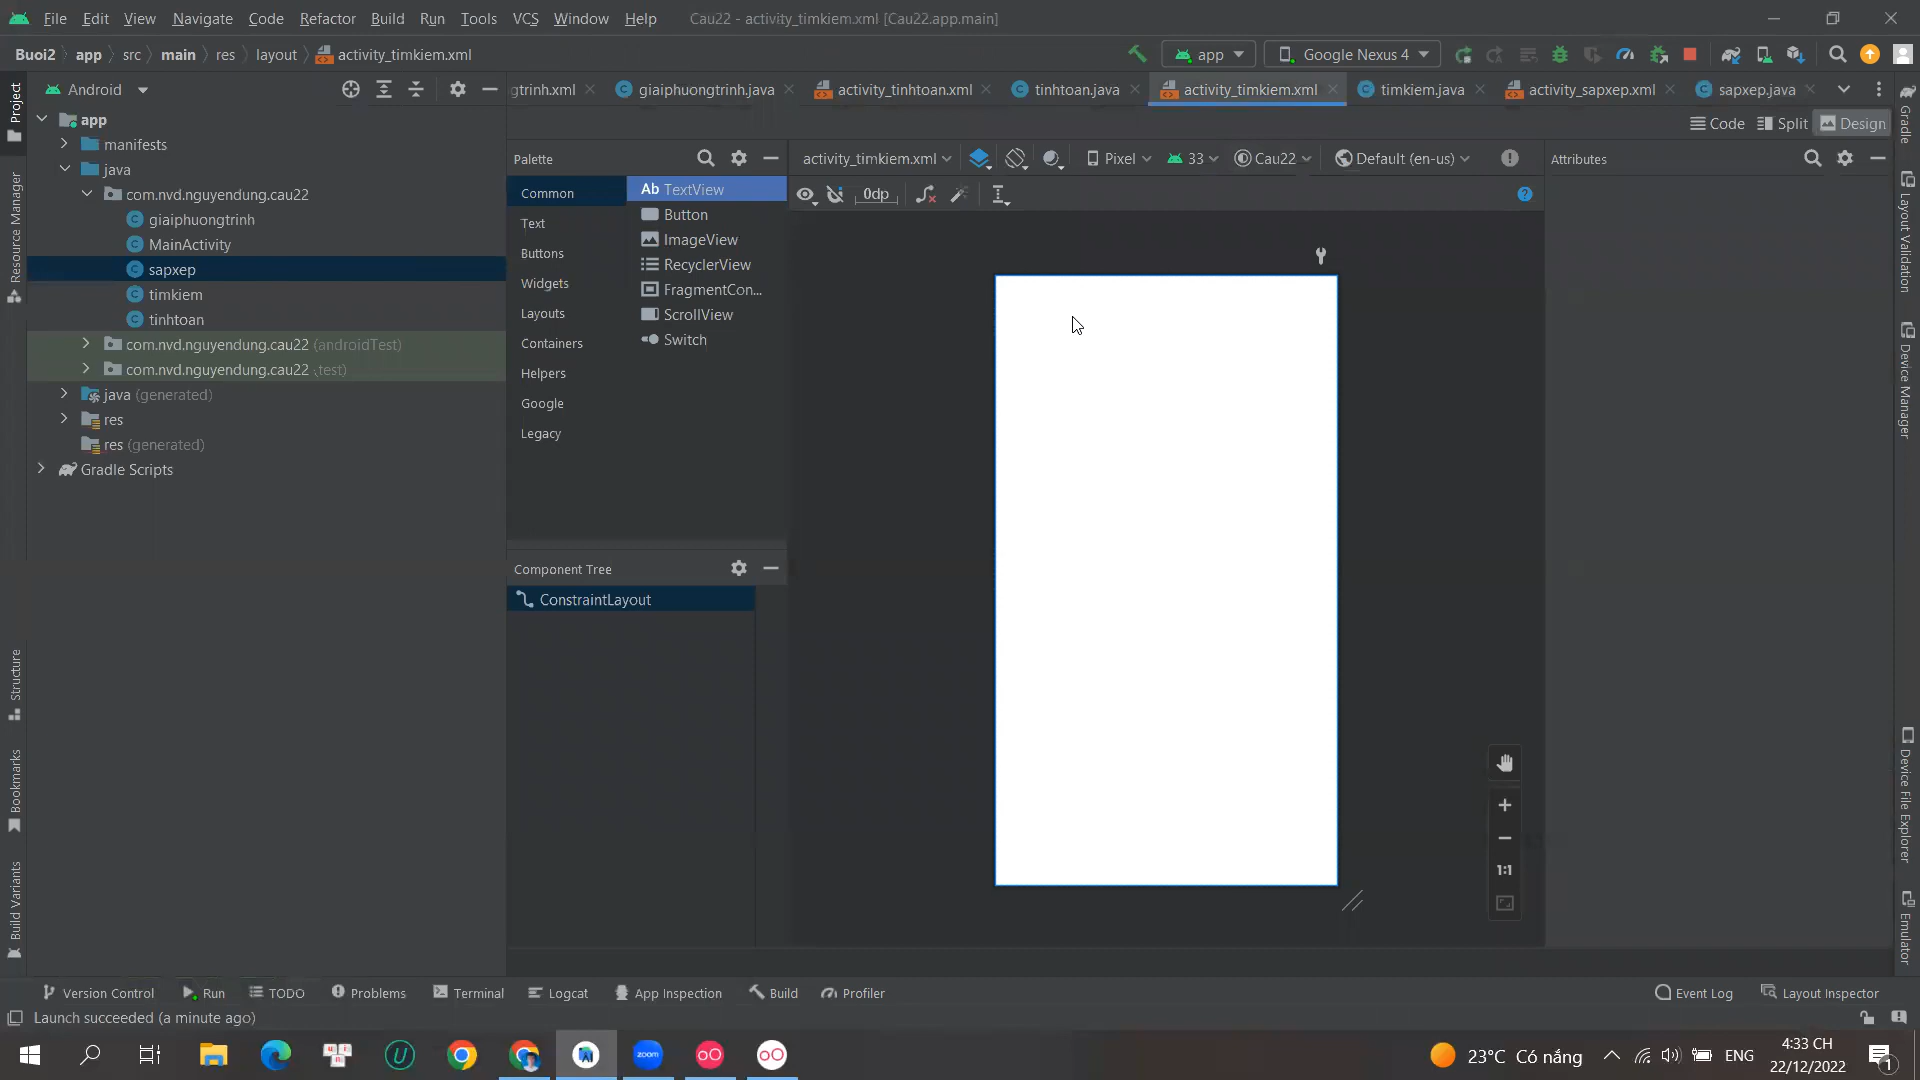 File Edit View Navigate Code Refactor Build Run Tools VCS Window Help Cau22 - activity_timkiem.xml [Cau22.app.main]
Buoi2 app src main res layout activity_timkiem.xml app Google Nexus 4
Android gtrinh.xml giaiphuongtrinh.java activity_tinhtoan.xml tinhtoan.java activity_timkiem.xml timkiem.java activity_sapxep.xml sapxep.java
Code Split Design
Palette activity_timkiem.xml Pixel 33 Cau22 Default (en-us) Attributes
0dp
app
manifests
java
com.nvd.nguyendung.cau22
giaiphuongtrinh
MainActivity
sapxep
timkiem
tinhtoan
com.nvd.nguyendung.cau22 (androidTest)
com.nvd.nguyendung.cau22 (test)
java (generated)
res
res (generated)
Gradle Scripts
Common
Text
Buttons
Widgets
Layouts
Containers
Helpers
Google
Legacy
Ab TextView
Button
ImageView
RecyclerView
FragmentCon...
ScrollView
Switch
Component Tree
ConstraintLayout
1:1
Project
Resource Manager
Structure
Bookmarks
Build Variants
Gradle
Layout Validation
Device Manager
Device File Explorer
Emulator
Version Control Run TODO Problems Terminal Logcat App Inspection Build Profiler Event Log Layout Inspector
Launch succeeded (a minute ago)
zoom
23°C Có nắng ENG
4:33 CH
22/12/2022
1